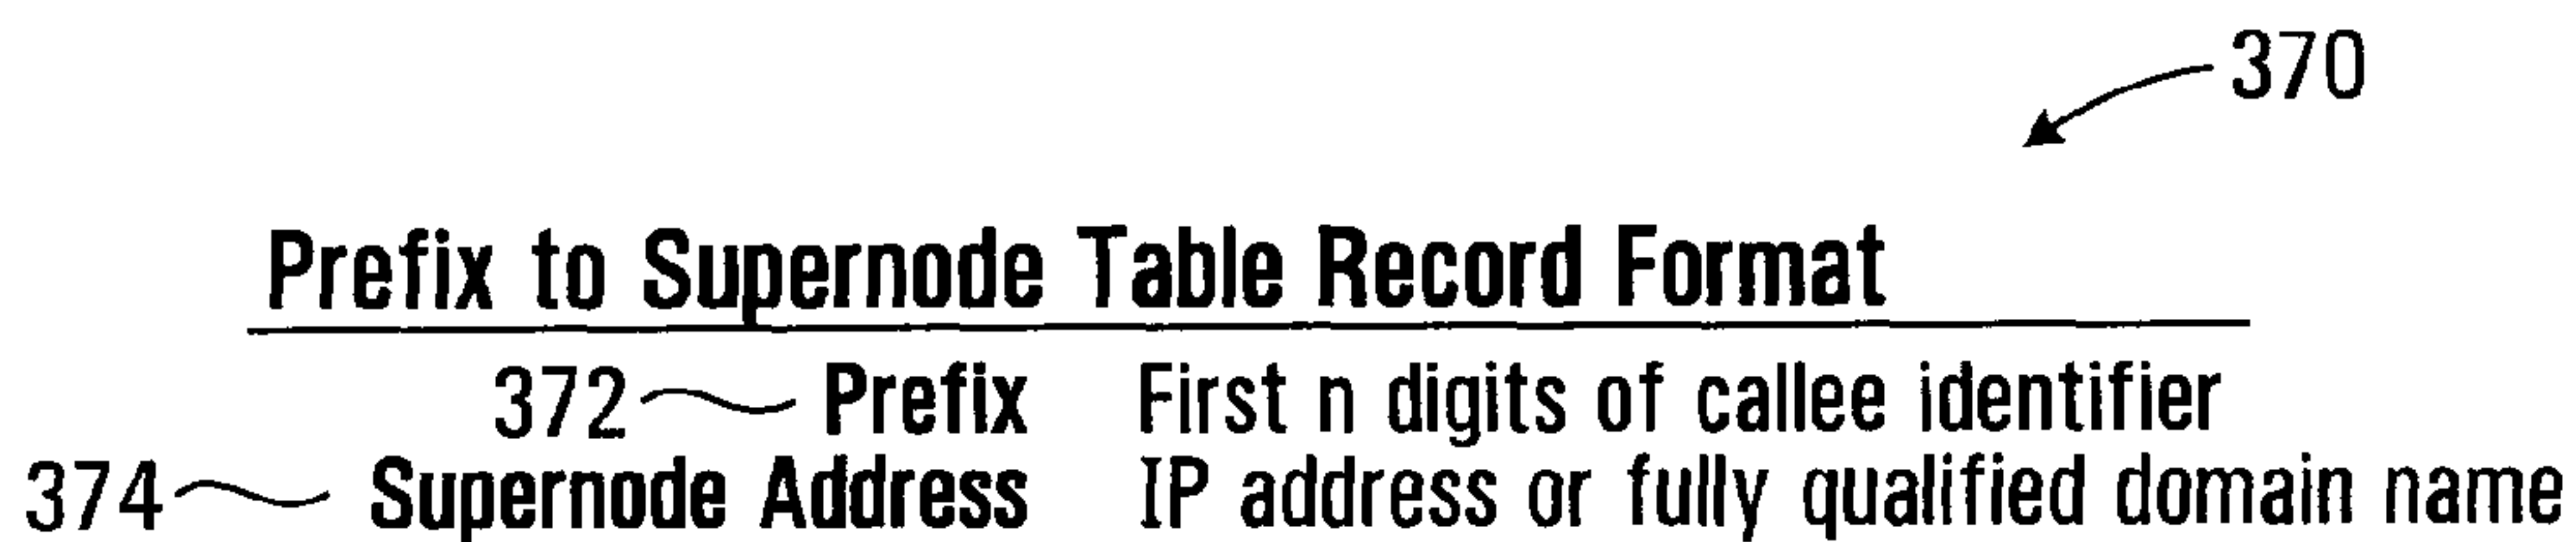 370
Prefix to Supernode Table Record Format
372 Prefix First n digits of callee identifier
374 Supernode Address IP address or fully qualified domain name